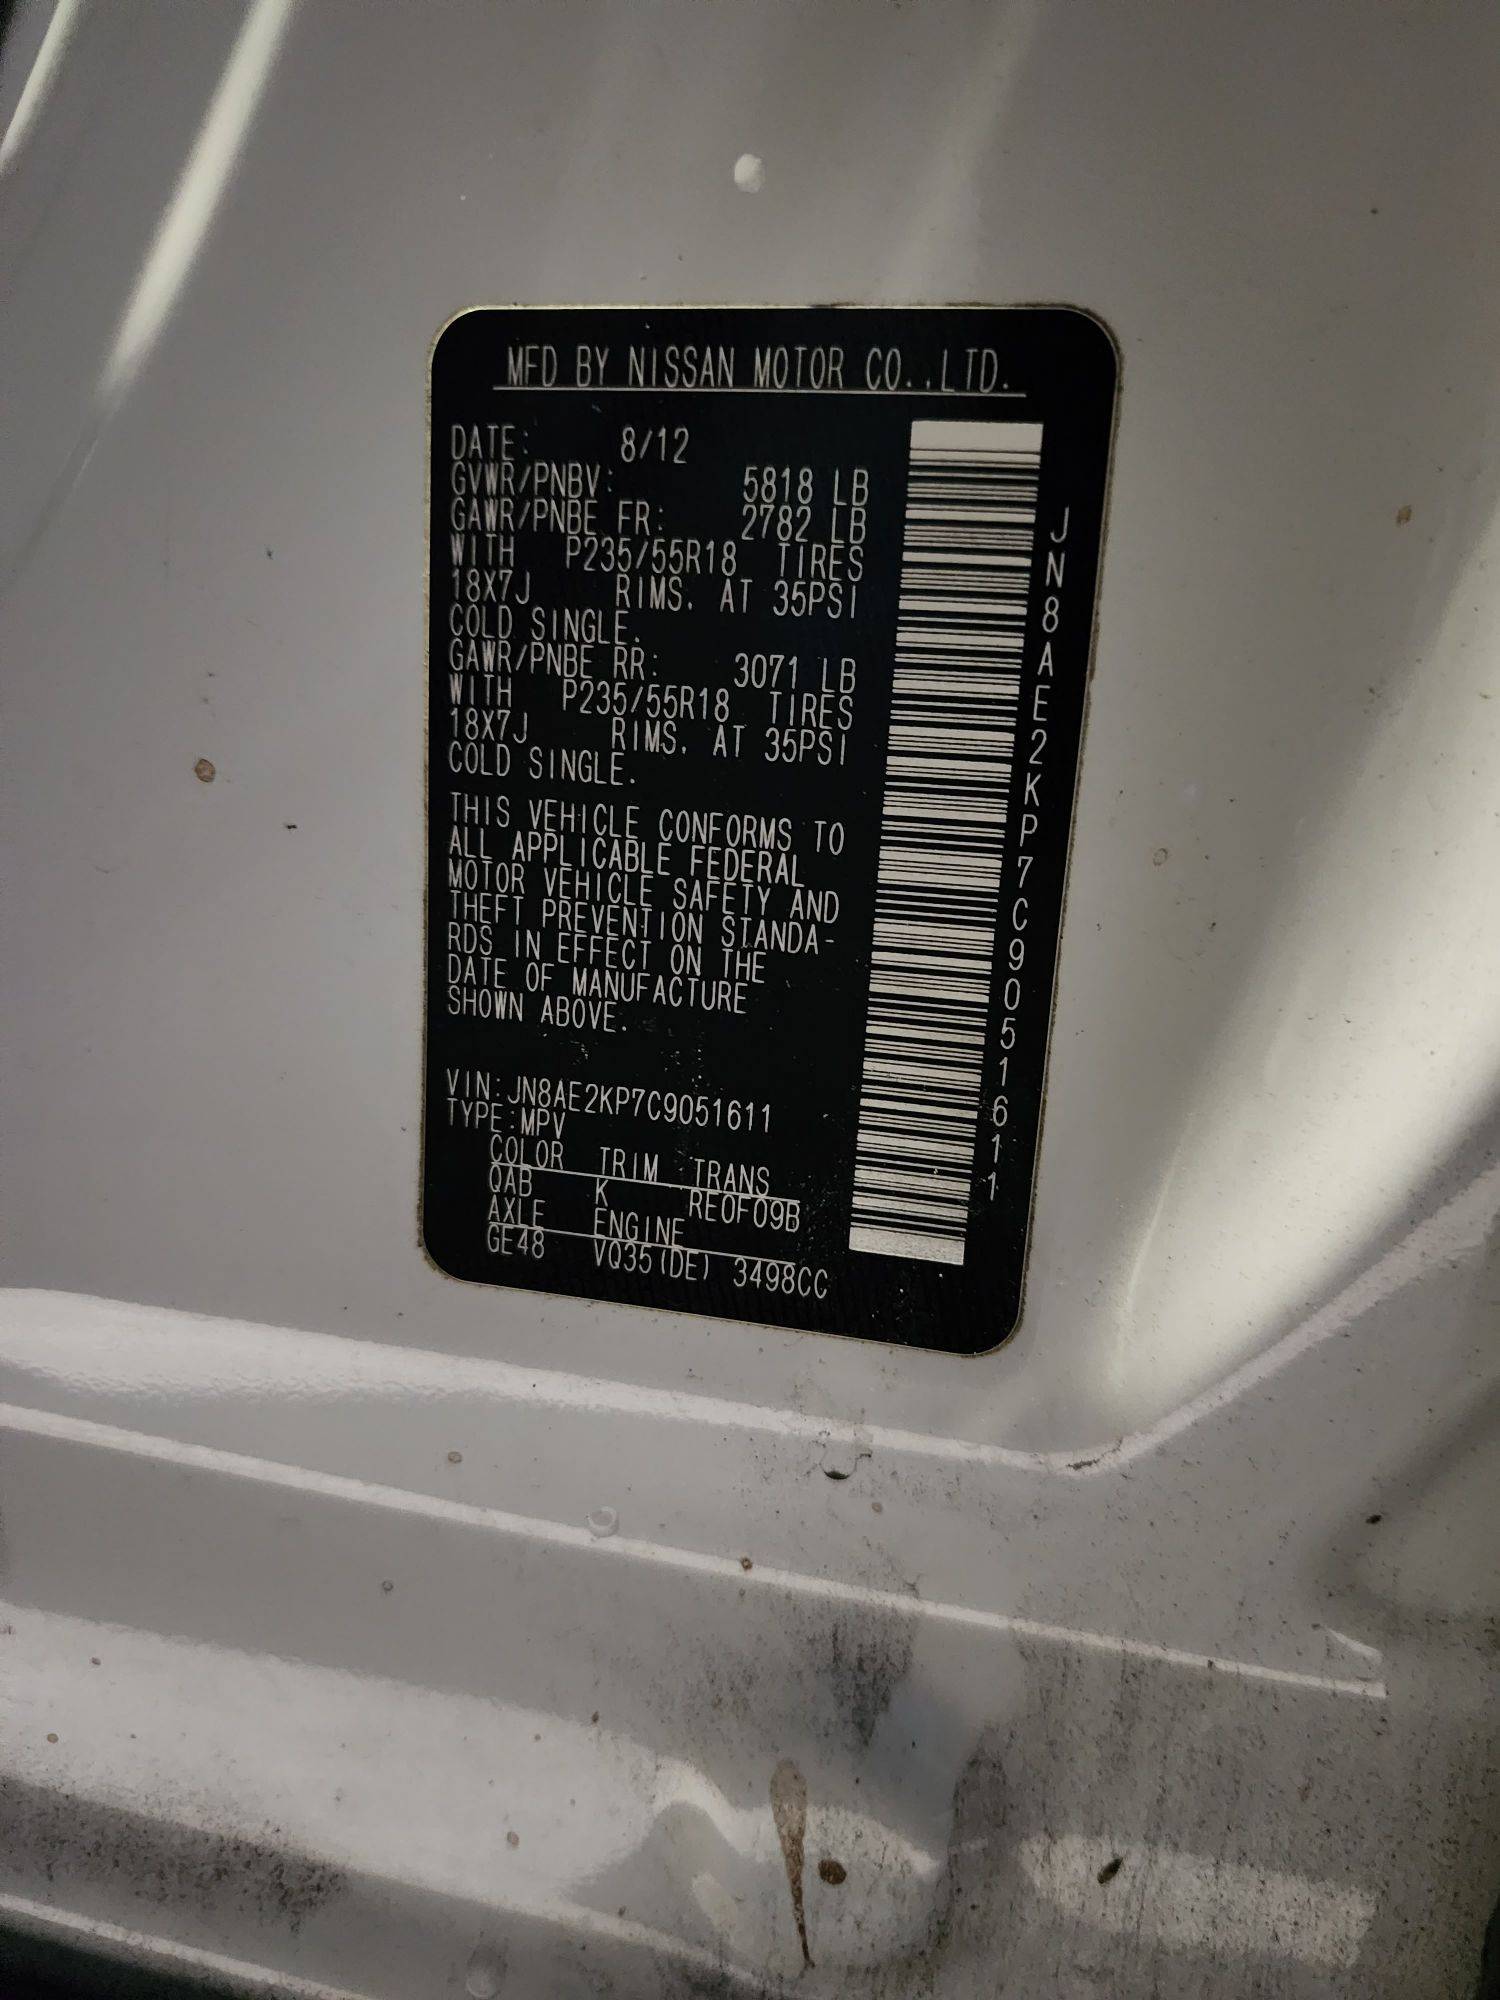 MFD BY NISSAN MOTOR CO.,LTD.
DATE: 8/12
GVWR/PNBV: 5818 LB
GAWR/PNBE FR: 2782 LB
WITH P235/55R18 TIRES
18X7J RIMS. AT 35PSI
COLD SINGLE.
GAWR/PNBE RR: 3071 LB
WITH P235/55R18 TIRES
18X7J RIMS. AT 35PSI
COLD SINGLE.
THIS VEHICLE CONFORMS TO
ALL APPLICABLE FEDERAL
MOTOR VEHICLE SAFETY AND
THEFT PREVENTION STANDA-
RDS IN EFFECT ON THE
DATE OF MANUFACTURE
SHOWN ABOVE.
VIN:JN8AE2KP7C9051611
TYPE:MPV
COLOR TRIM TRANS
QAB K RE0F09B
AXLE ENGINE
GE48 VQ35(DE) 3498CC
JN8AE2KP7C9051611